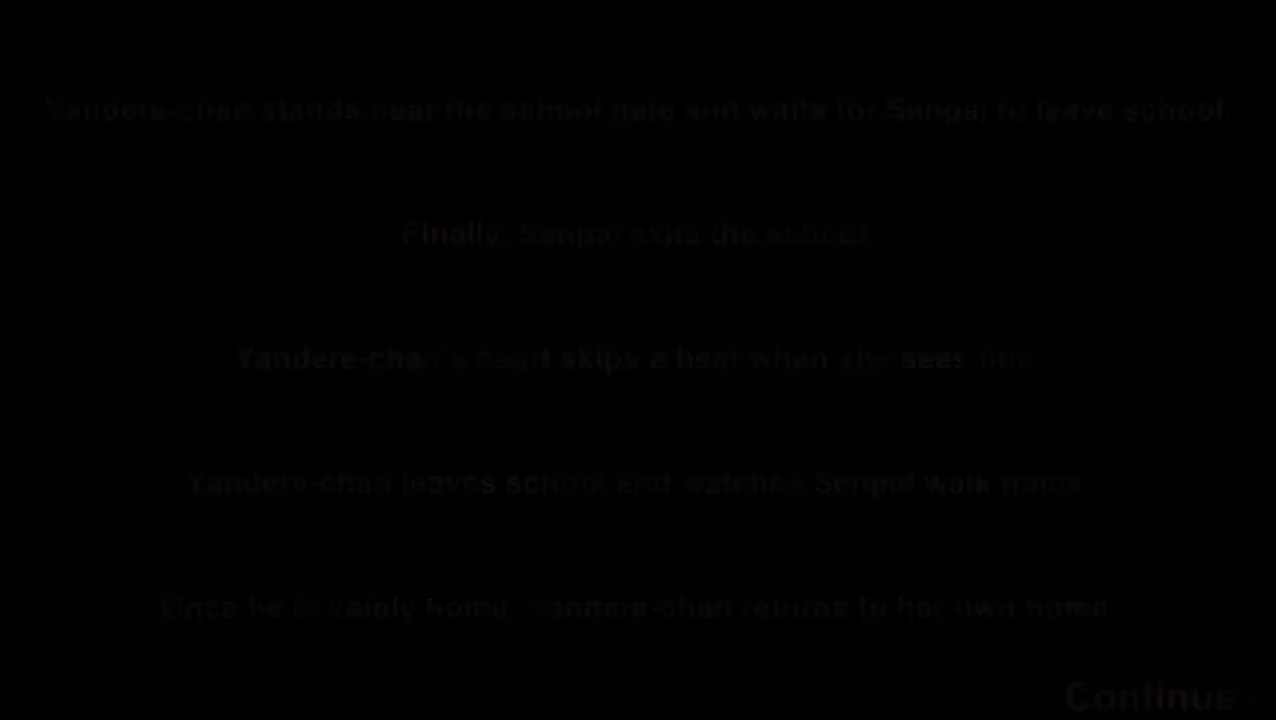 Yandere-chan stands near the school gate and waits for Senpai to leave school.
Finally, Senpai exits the school.
Yandere-chan's heart skips a beat when she sees him.
Yandere-chan leaves school and watches Senpai walk home.
Once he is safely home, Yandere-chan returns to her own home.
Continue